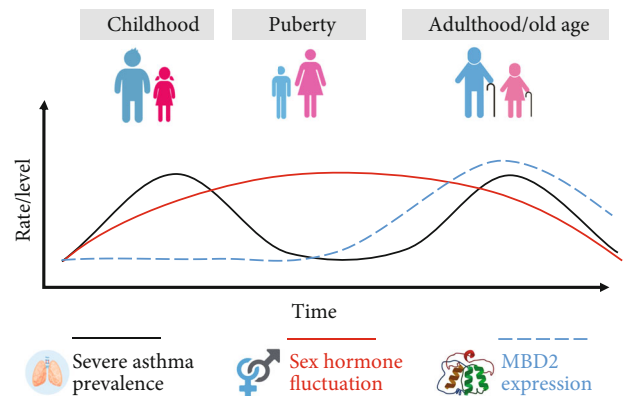 Childhood
Puberty
Adulthood/old age
Rate/level
Time
Severe asthma
prevalence
Sex hormone
fluctuation
MBD2
expression